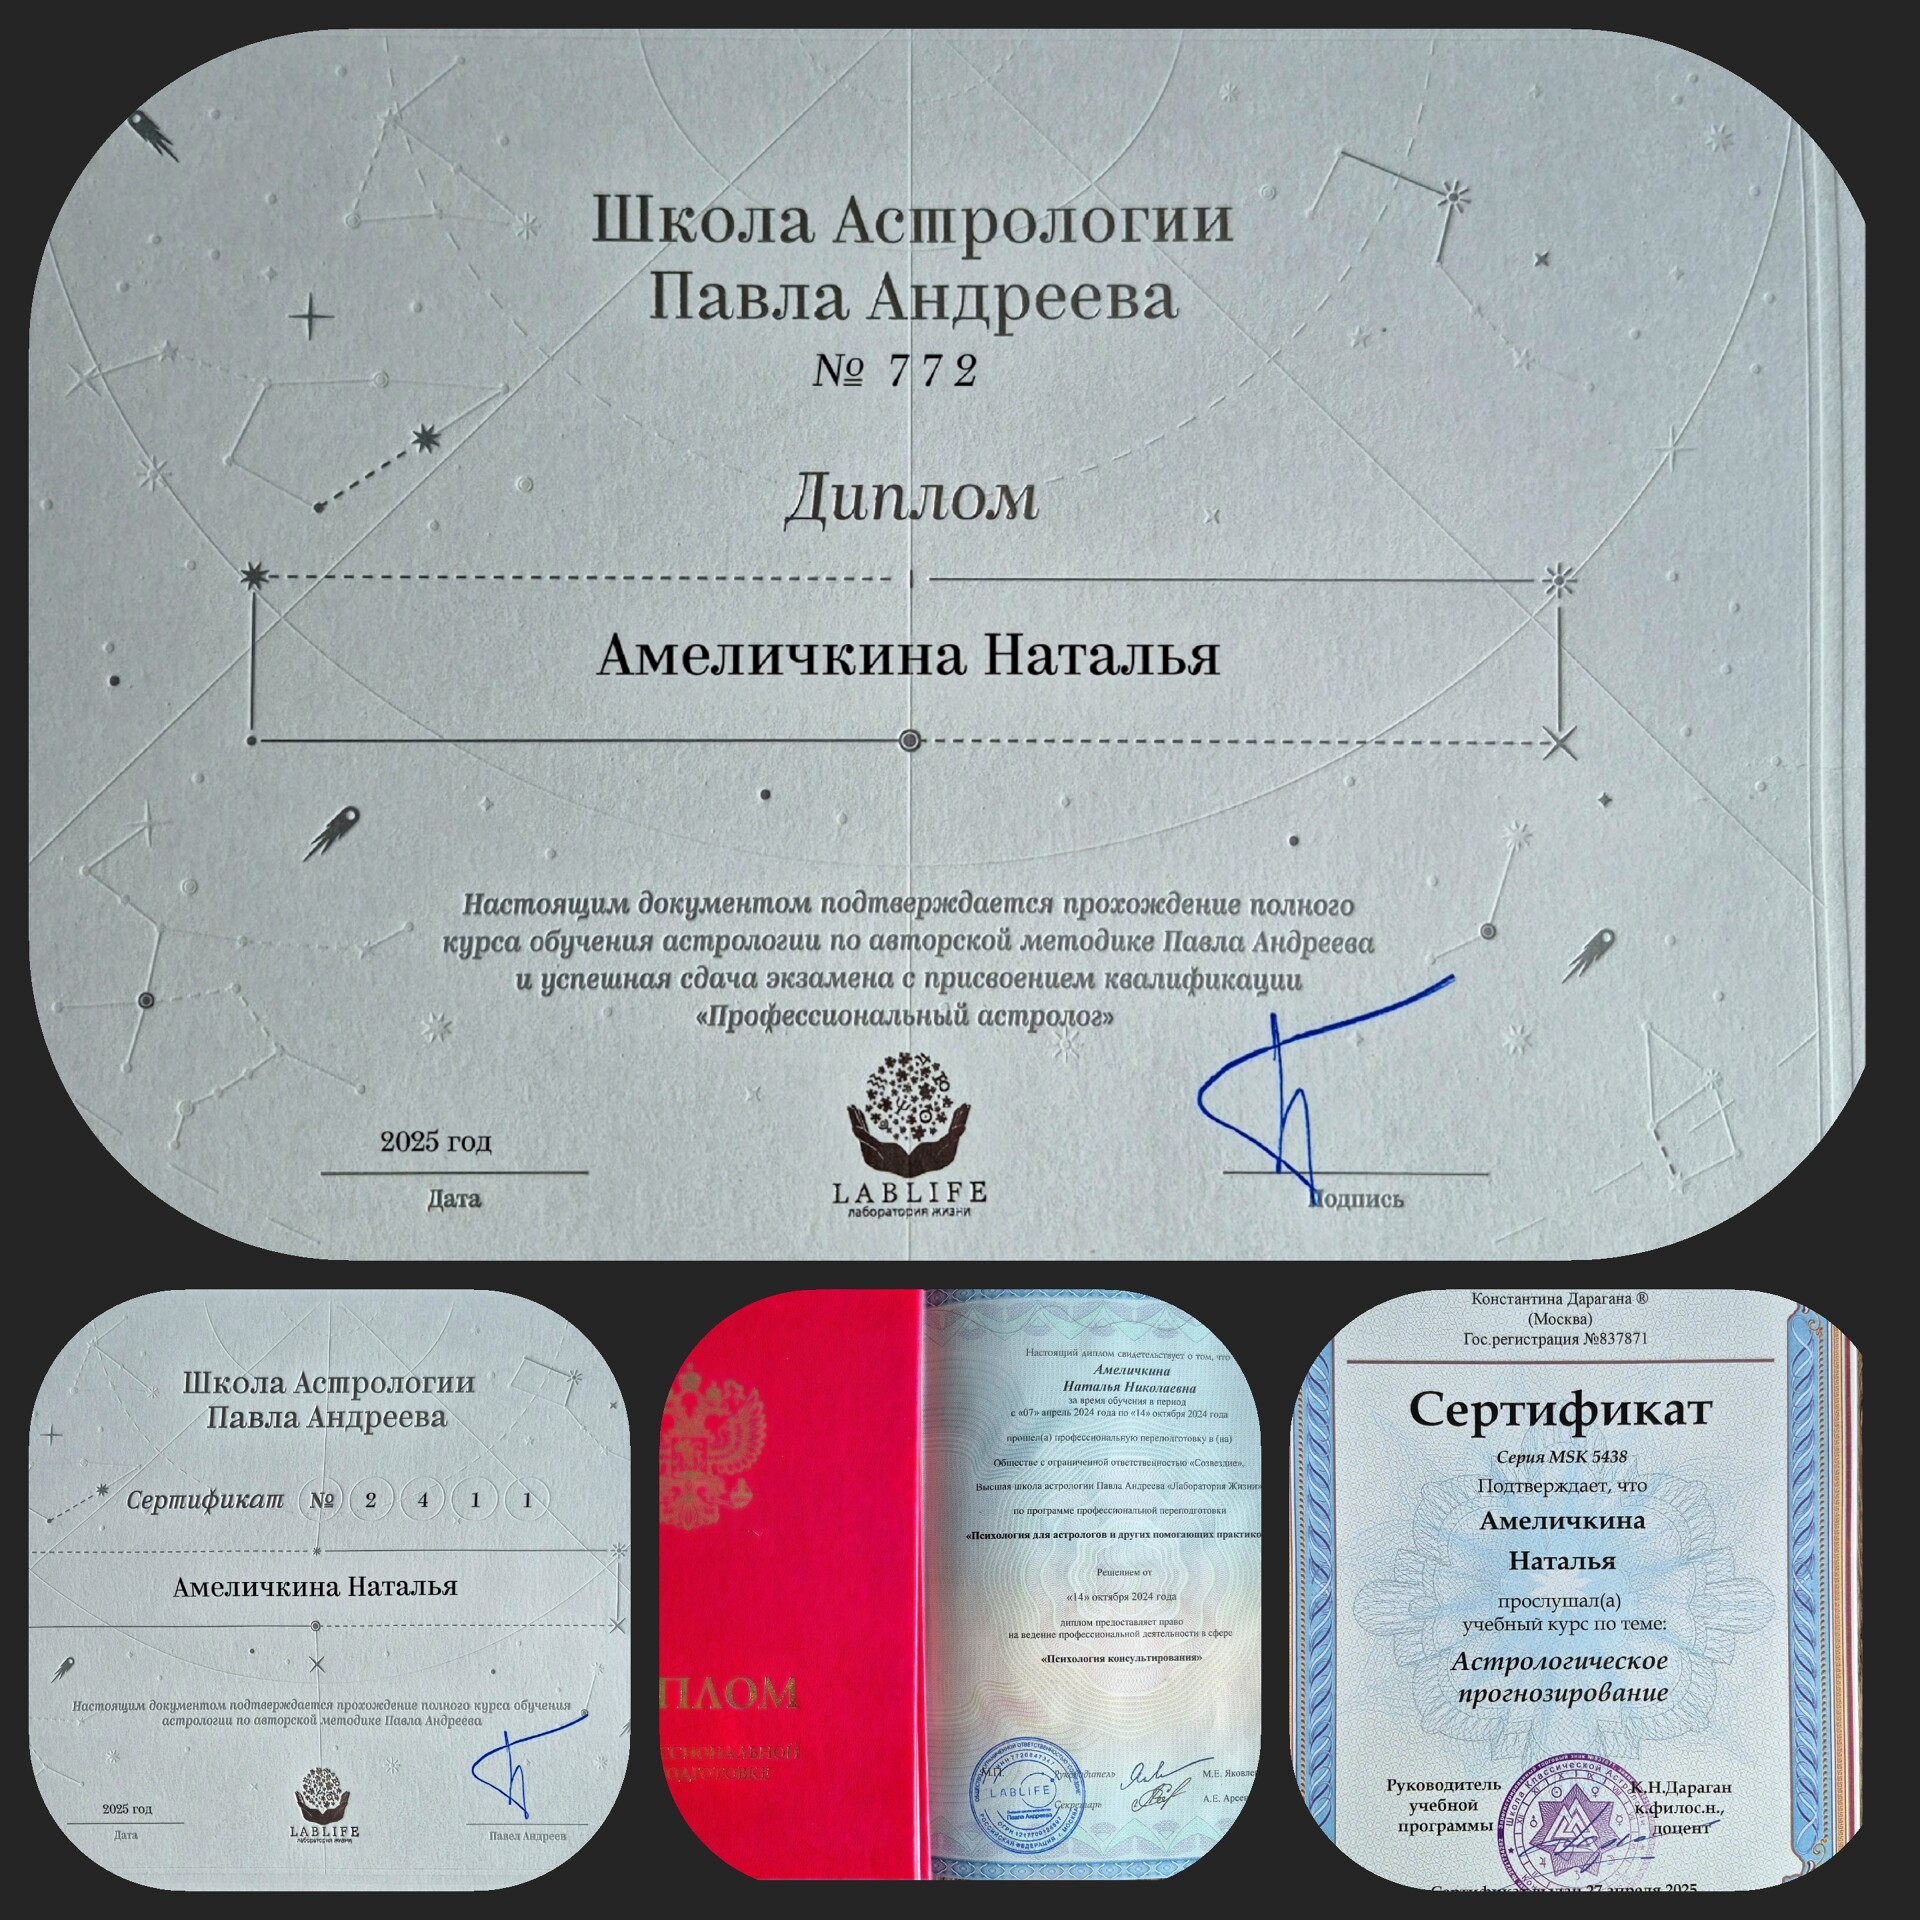 Школа Астрологии
Павла Андреева
№ 772
Диплом
Амеличкина Наталья
Настоящим документом подтверждается прохождение полного
курса обучения астрологии по авторской методике Павла Андреева
и успешная сдача экзамена с присвоением квалификации
«Профессиональный астролог»
2025 год
Дата
LABLIFE
лаборатория жизни
Подпись
Школа Астрологии
Павла Андреева
Сертификат № 2 4 1 1
Амеличкина Наталья
Настоящим документом подтверждается прохождение полного курса обучения
астрологии по авторской методике Павла Андреева
2025 год
Дата
LABLIFE
лаборатория жизни
Павел Андреев
ПЛОМ
Настоящий диплом свидетельствует о том, что
Амеличкина
Наталья Николаевна
за время обучения в период
с «07» апрель 2024 года по «14» октября 2024 года
прошел(а) профессиональную переподготовку в (на)
Обществе с ограниченной ответственностью «Созвездие»,
Высшая школа астрологии Павла Андреева «Лаборатория Жизни»
по программе профессиональной переподготовки
«Психология для астрологов и других помогающих практико
Решением от
«14» октября 2024 года
диплом предоставляет право
на ведение профессиональной деятельности в сфере
«Психология консультирования»
М.П.
Руководитель
М.Е. Яковле
Секретарь
А.Е. Арсе
LABLIFE
Константина Дарагана ®
(Москва)
Гос.регистрация №837871
Сертификат
Серия MSK 5438
Подтверждает, что
Амеличкина
Наталья
прослушал(а)
учебный курс по теме:
Астрологическое
прогнозирование
Руководитель
учебной
программы
К.Н.Дараган
к.филос.н.,
доцент
27 апреля 2025